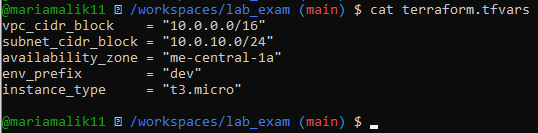 @mariamalik11 /workspaces/lab_exam (main) $ cat terraform.tfvars
vpc_cidr_block    = "10.0.0.0/16"
subnet_cidr_block = "10.0.10.0/24"
availability_zone = "me-central-1a"
env_prefix        = "dev"
instance_type     = "t3.micro"
@mariamalik11 /workspaces/lab_exam (main) $